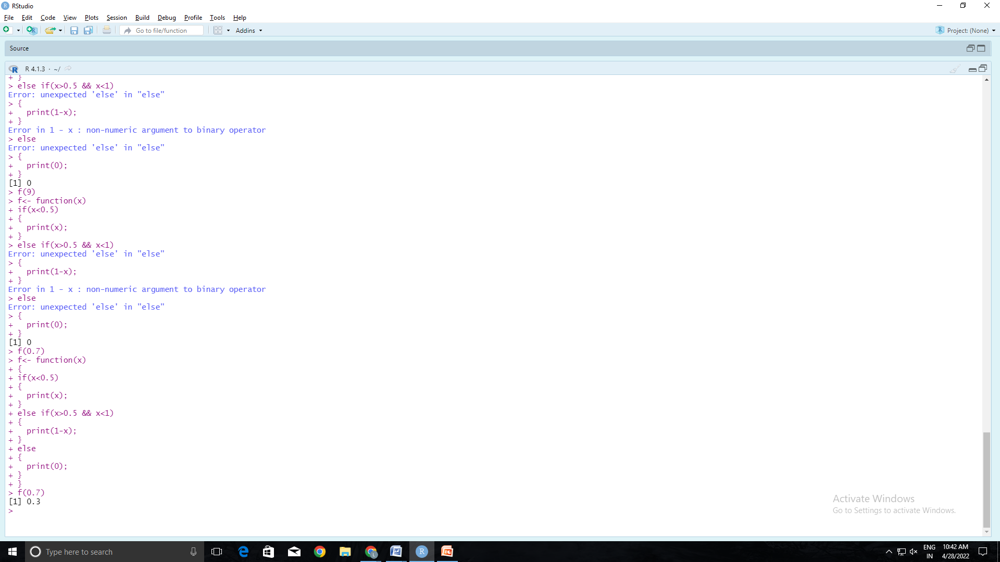 RStudio
File Edit Code View Plots Session Build Debug Profile Tools Help
Go to file/function Addins Project: (None)
Source
R 4.1.3 · ~/
+ }
> else if(x>0.5 && x<1)
Error: unexpected 'else' in "else"
> {
+   print(1-x);
+ }
Error in 1 - x : non-numeric argument to binary operator
> else
Error: unexpected 'else' in "else"
> {
+   print(0);
+ }
[1] 0
> f(9)
> f<- function(x)
+ if(x<0.5)
+ {
+   print(x);
+ }
> else if(x>0.5 && x<1)
Error: unexpected 'else' in "else"
> {
+   print(1-x);
+ }
Error in 1 - x : non-numeric argument to binary operator
> else
Error: unexpected 'else' in "else"
> {
+   print(0);
+ }
[1] 0
> f(0.7)
> f<- function(x)
+ {
+ if(x<0.5)
+ {
+   print(x);
+ }
+ else if(x>0.5 && x<1)
+ {
+   print(1-x);
+ }
+ else
+ {
+   print(0);
+ }
+ }
> f(0.7)
[1] 0.3
>
Activate Windows
Go to Settings to activate Windows.
Type here to search
ENG
IN
10:42 AM
4/28/2022